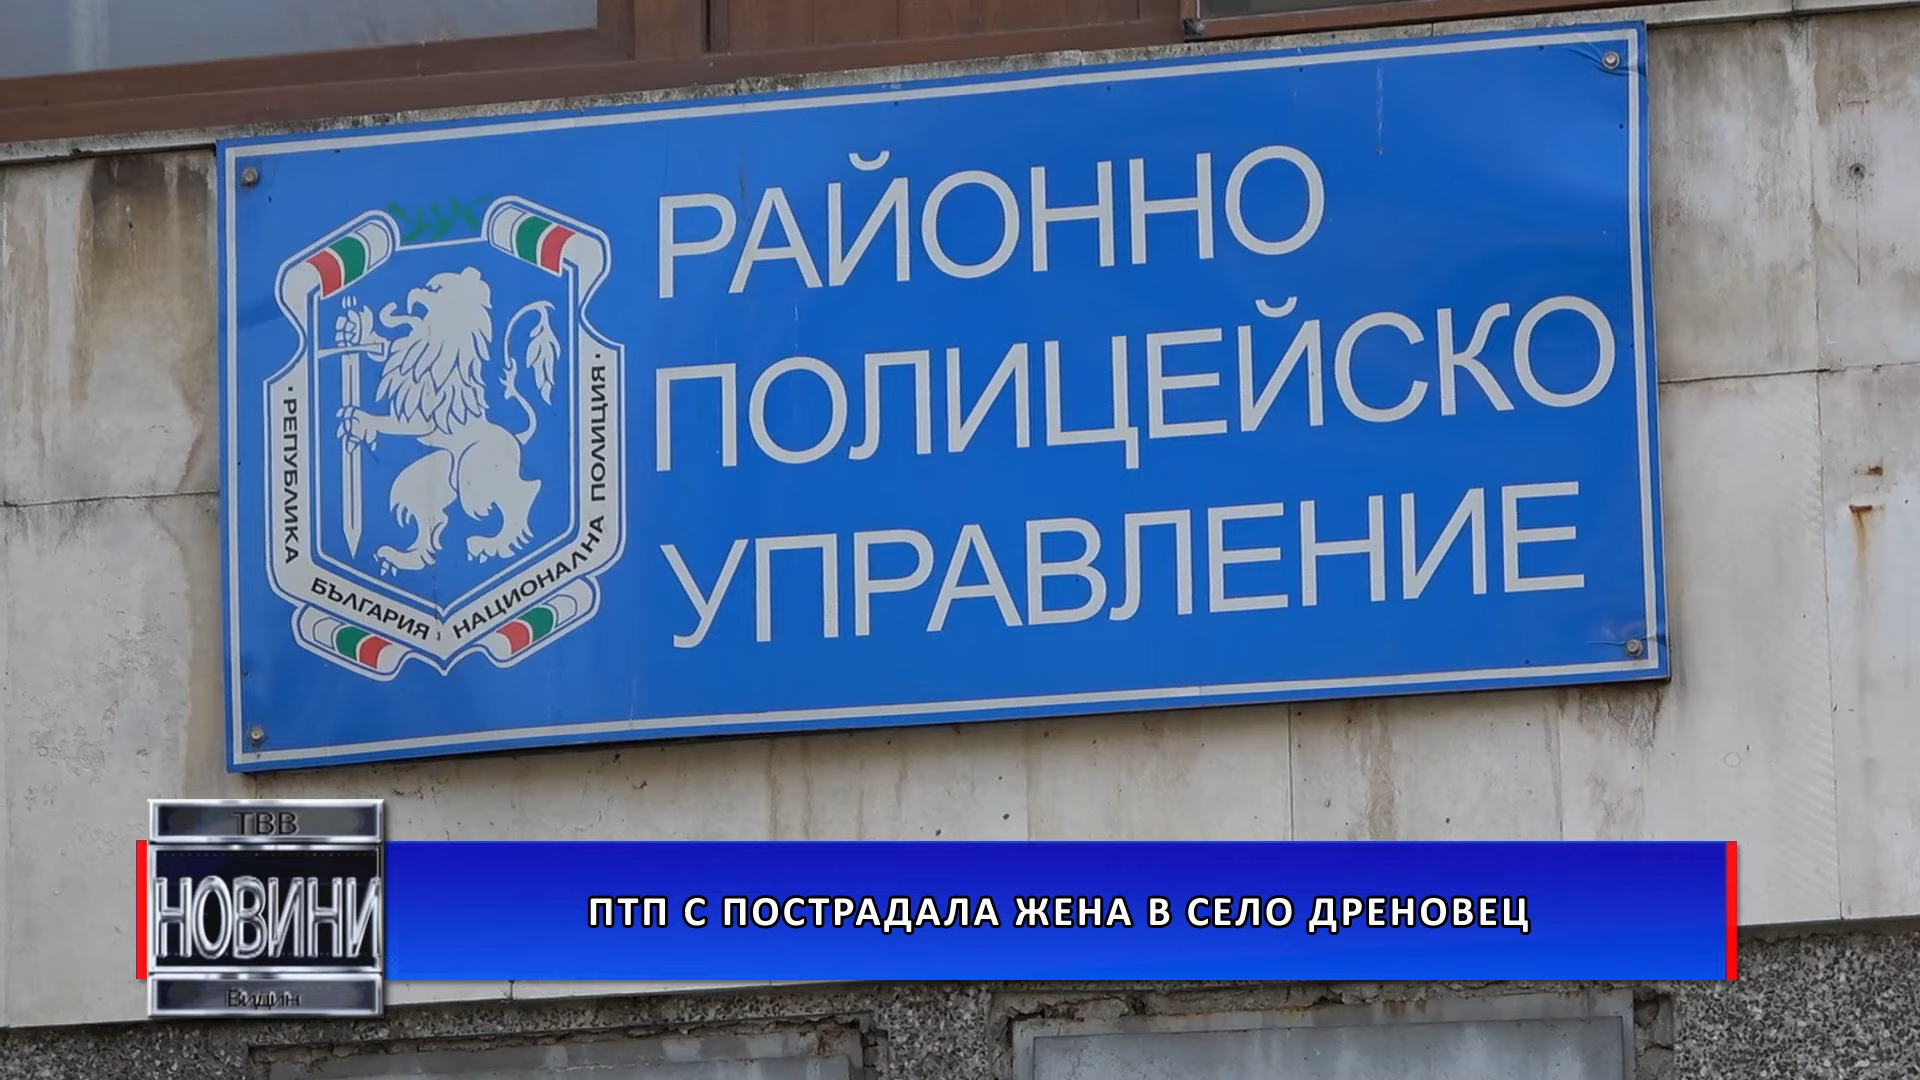 РАЙОННО
ПОЛИЦЕЙСКО
УПРАВЛЕНИЕ
· РЕПУБЛИКА БЪЛГАРИЯ НАЦИОНАЛНА ПОЛИЦИЯ ·
ТВВ
НОВИНИ
Видин
ПТП С ПОСТРАДАЛА ЖЕНА В СЕЛО ДРЕНОВЕЦ